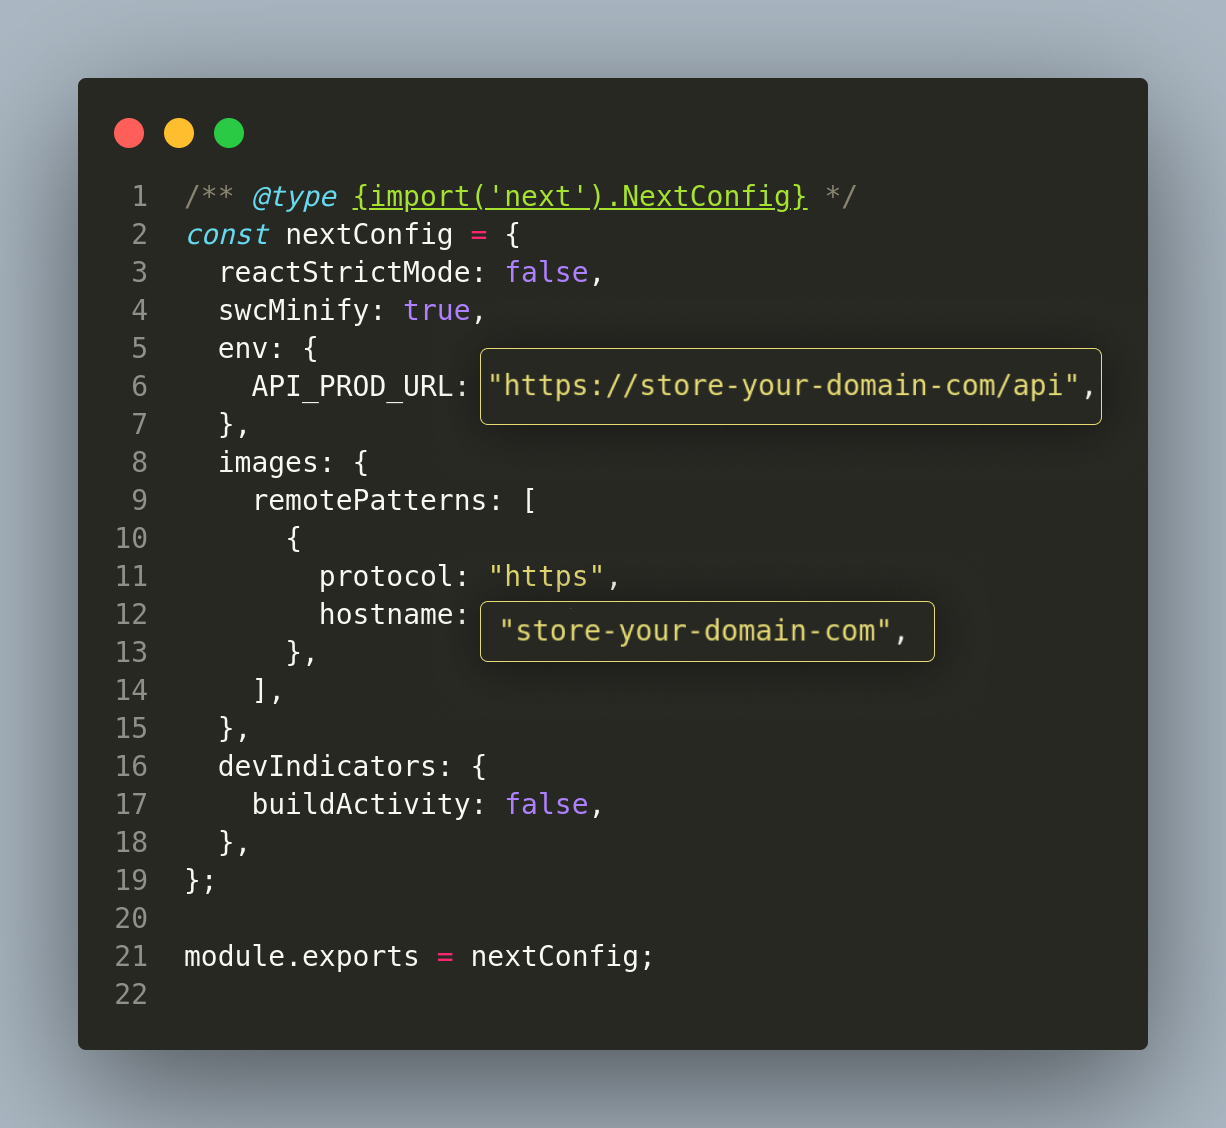 1 /** @type {import('next').NextConfig} */
2 const nextConfig = {
3   reactStrictMode: false,
4   swcMinify: true,
5   env: {
6     API_PROD_URL: "https://store-your-domain-com/api",
7   },
8   images: {
9     remotePatterns: [
10       {
11         protocol: "https",
12         hostname: "store-your-domain-com",
13       },
14     ],
15   },
16   devIndicators: {
17     buildActivity: false,
18   },
19 };
20
21 module.exports = nextConfig;
22